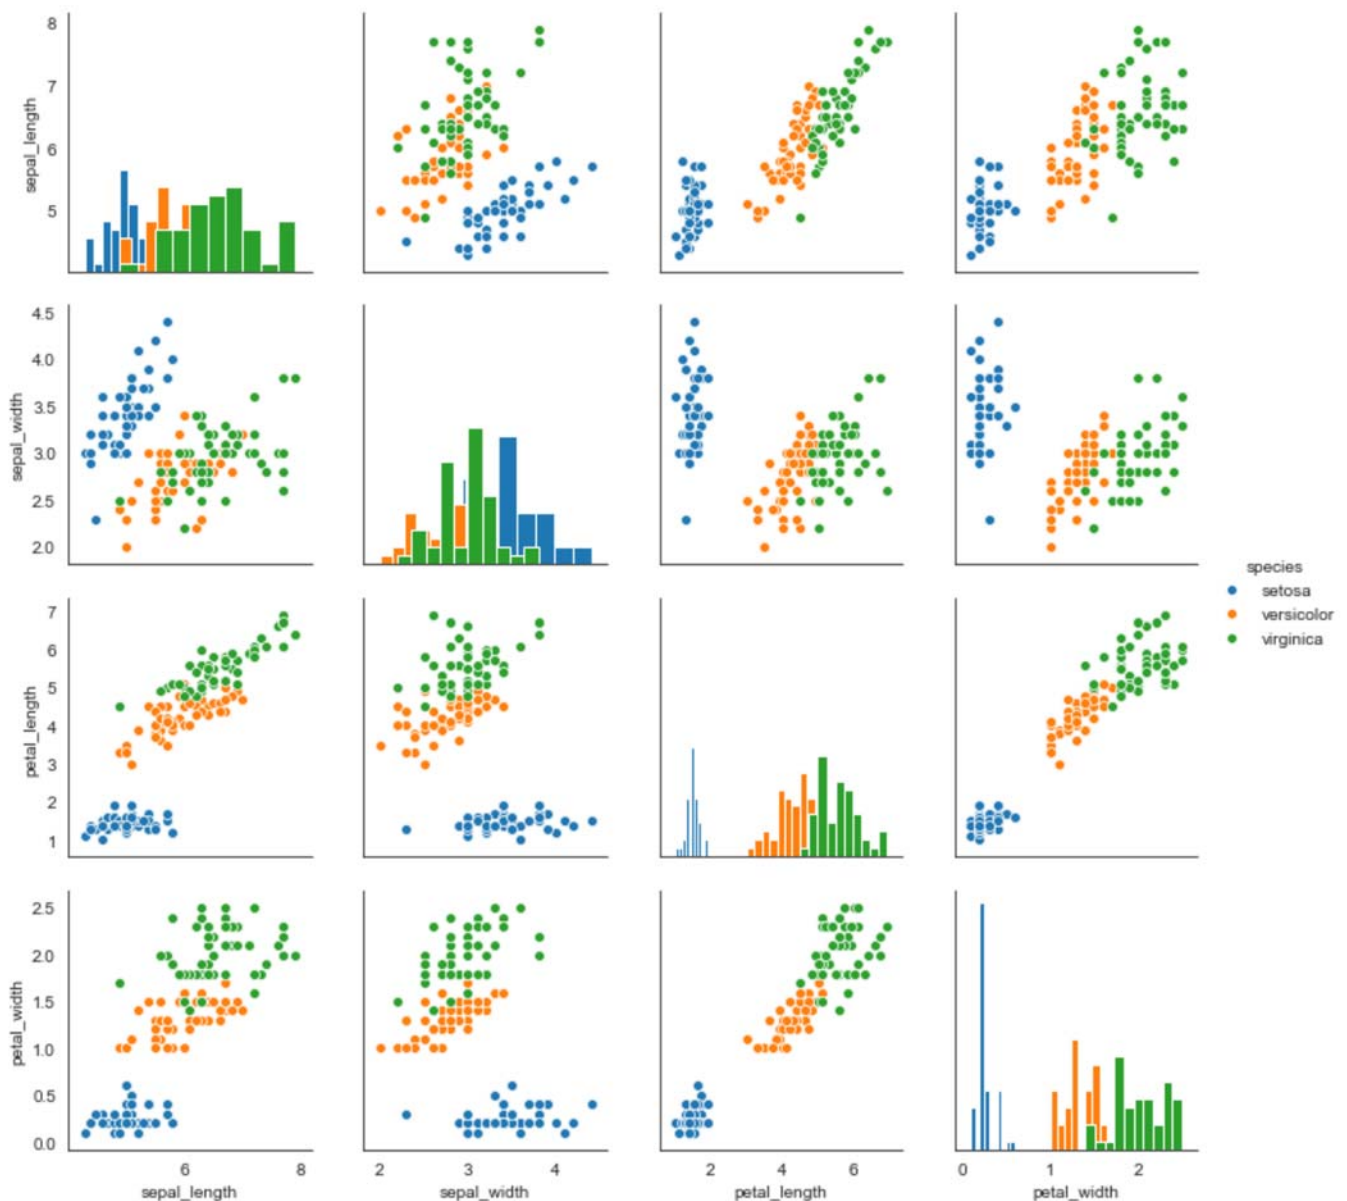 8
7
6
5
sepal_length
4.5
4.0
3.5
3.0
2.5
2.0
sepal_width
species
setosa
versicolor
virginica
7
6
5
4
3
2
1
petal_length
2.5
2.0
1.5
1.0
0.5
0.0
petal_width
6 8
2 3 4
2 4 6
0 1 2
sepal_length
sepal_width
petal_length
petal_width